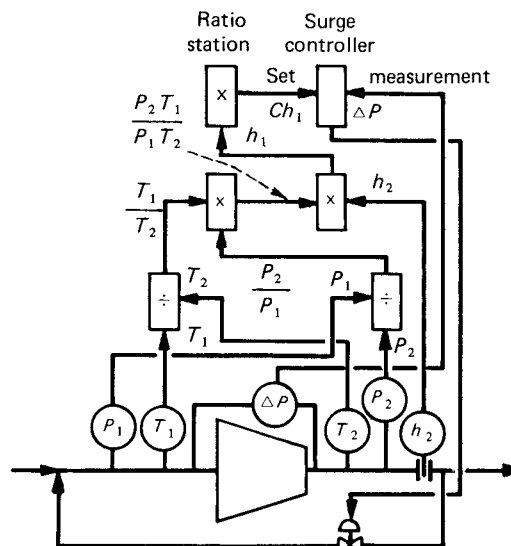 Ratio
station
Surge
controller
Set
measurement
×
Ch₁
ΔP
P₂ T₁
P₁ T₂
h₁
T₁
T₂
×
×
h₂
÷
T₂
P₂
P₁
P₁
÷
T₁
P₂
P₁
T₁
ΔP
T₂
P₂
h₂